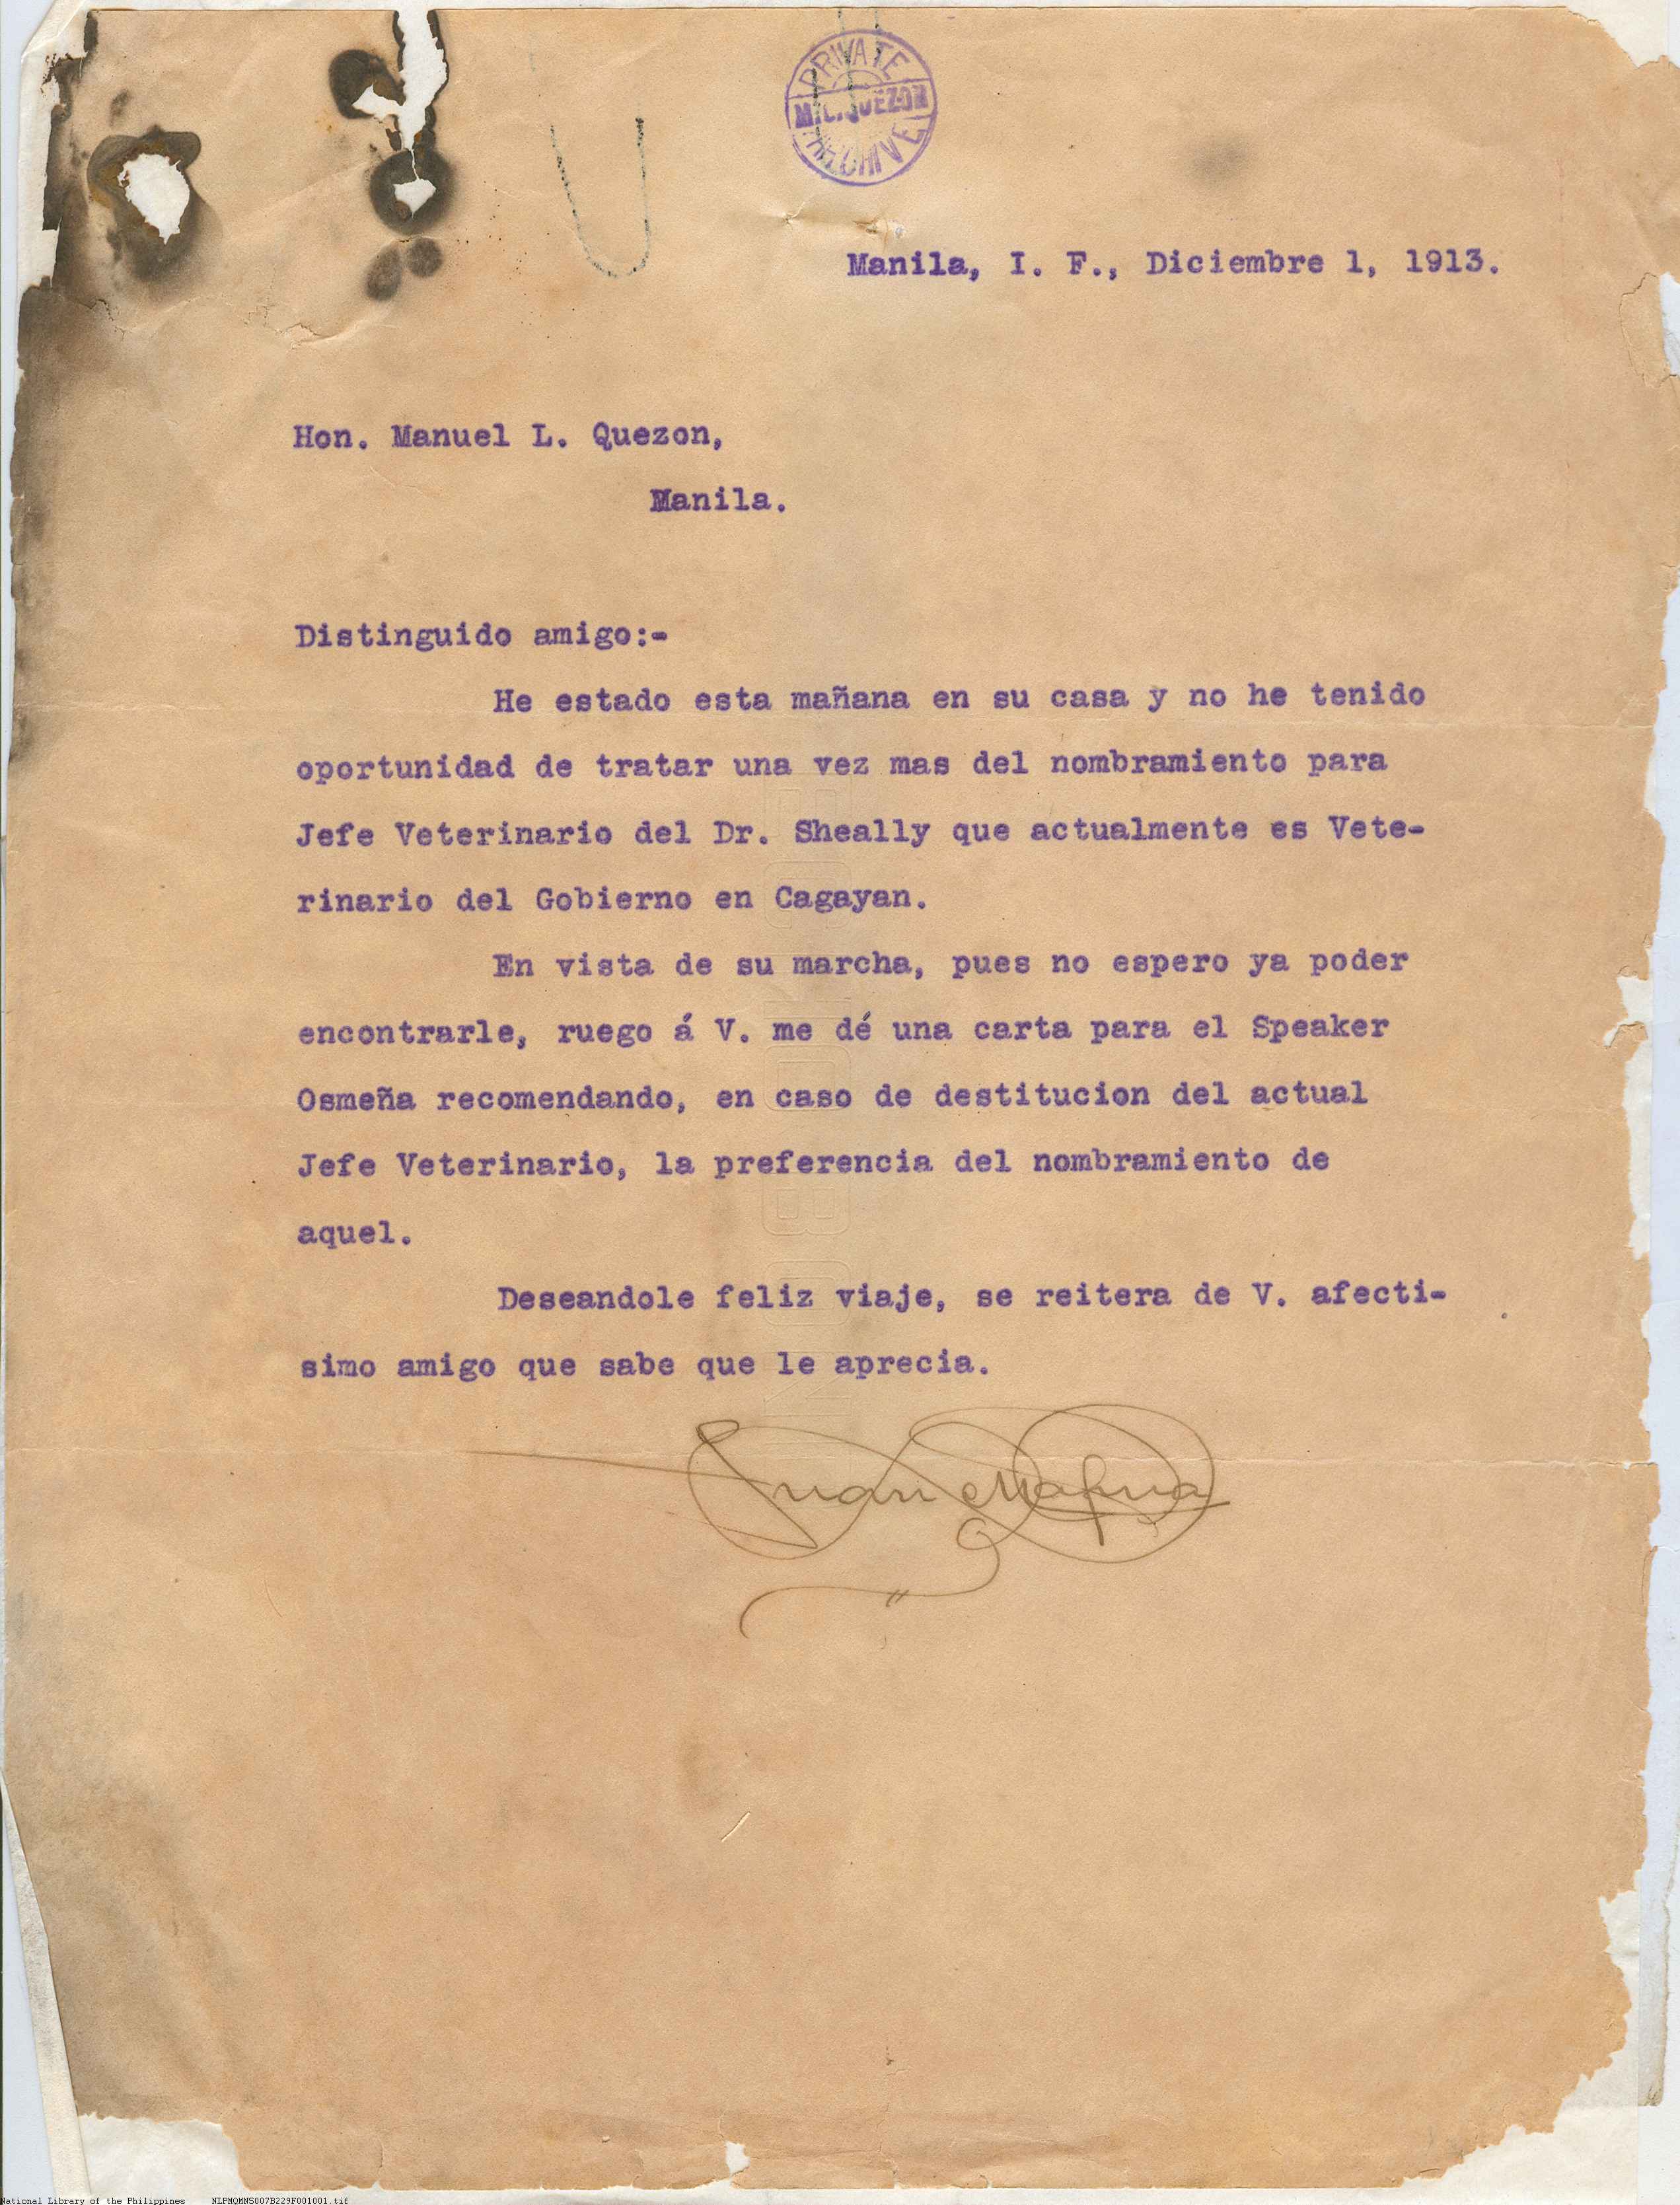 PRIVATE
M.L. QUEZON
ARCHIVE
Manila, I. F., Diciembre 1, 1913.
Hon. Manuel L. Quezon,
Manila.
Distinguido amigo:-
He estado esta mañana en su casa y no he tenido
oportunidad de tratar una vez mas del nombramiento para
Jefe Veterinario del Dr. Sheally que actualmente es Vete-
rinario del Gobierno en Cagayan.
En vista de su marcha, pues no espero ya poder
encontrarle, ruego á V. me dé una carta para el Speaker
Osmeña recomendando, en caso de destitucion del actual
Jefe Veterinario, la preferencia del nombramiento de
aquel.
Deseandole feliz viaje, se reitera de V. afecti-
simo amigo que sabe que le aprecia.
Juan Mapua
National Library of the Philippines NLPMQMNS007B229F001001.tif